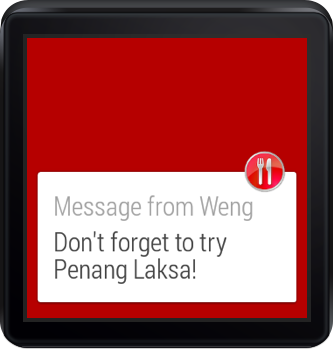 Message from Weng
Don't forget to try
Penang Laksa!